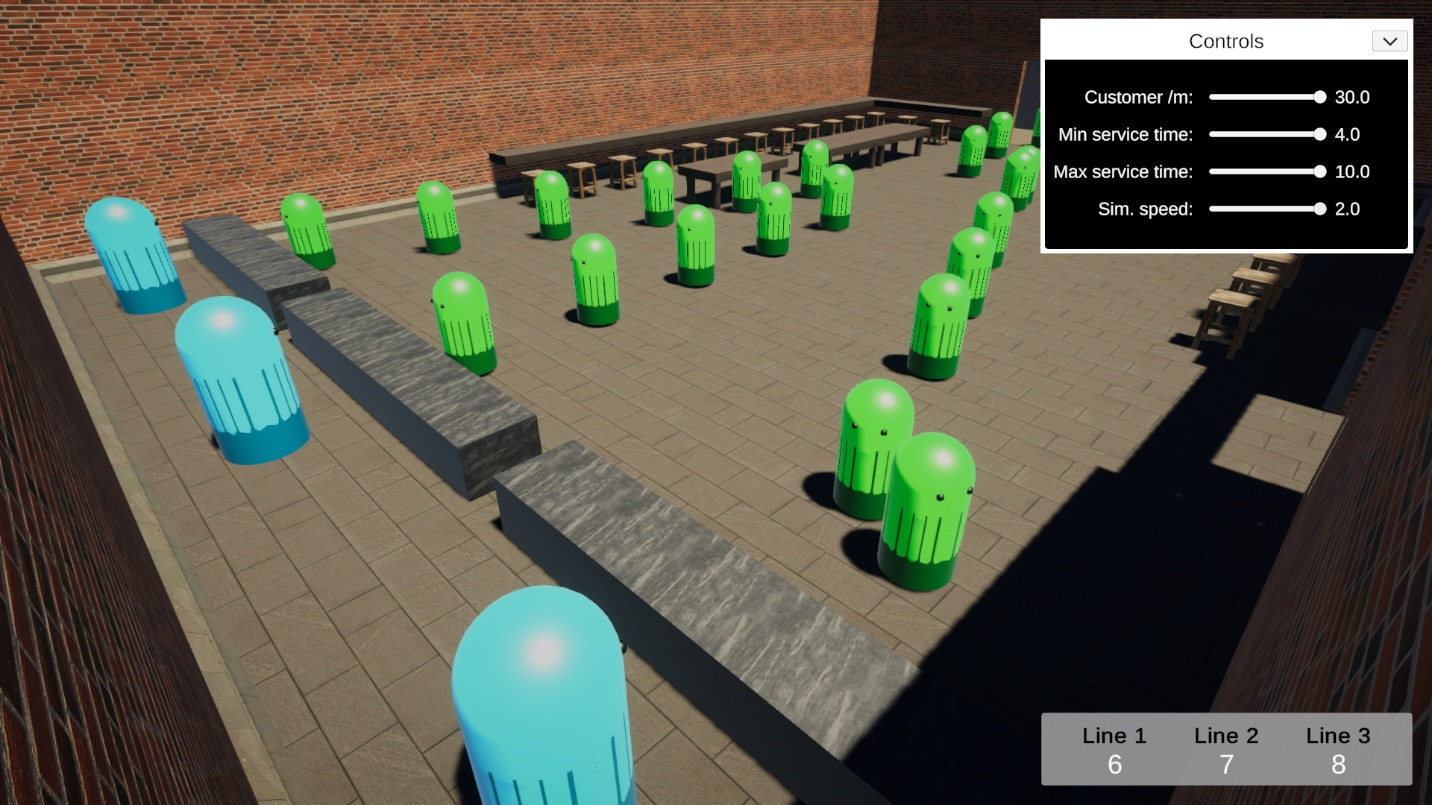 Controls
Customer /m: 30.0
Min service time: 4.0
Max service time: 10.0
Sim. speed: 2.0
Line 1 Line 2 Line 3
6 7 8